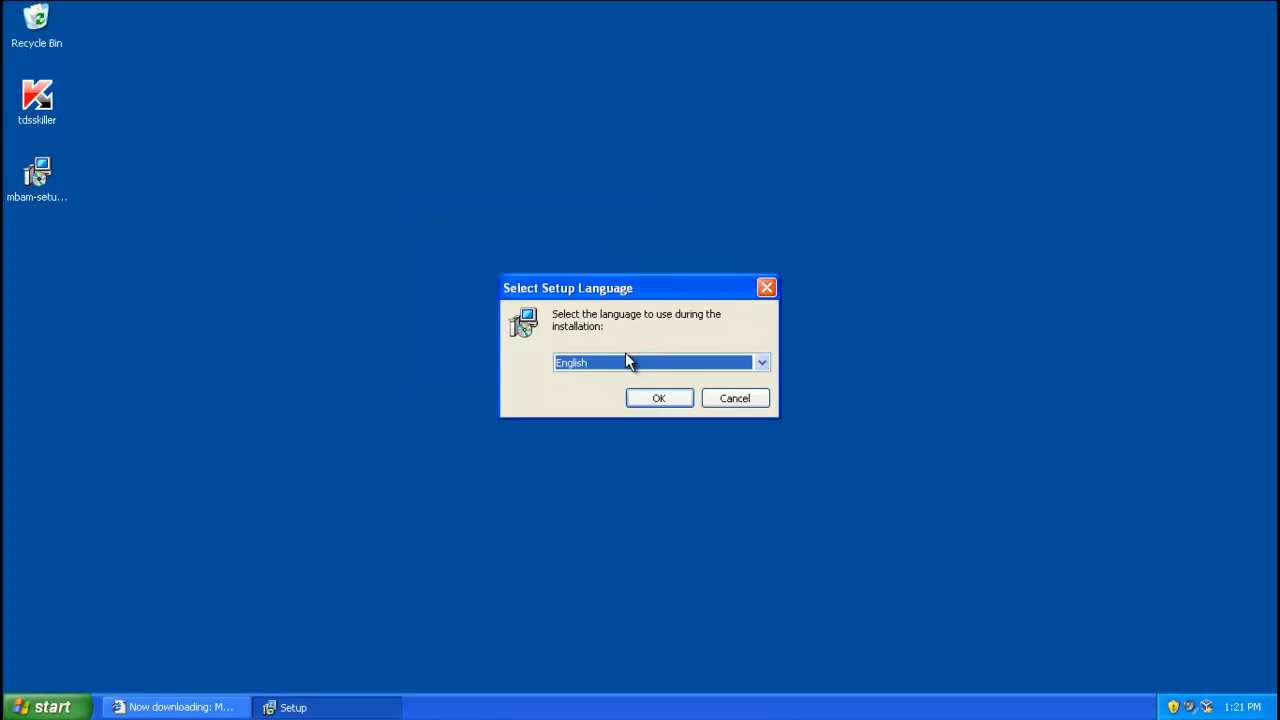 Recycle Bin
tdsskiller
mbam-setu...
Select Setup Language
Select the language to use during the
installation:
English
OK
Cancel
start
Now downloading: M...
Setup
1:21 PM